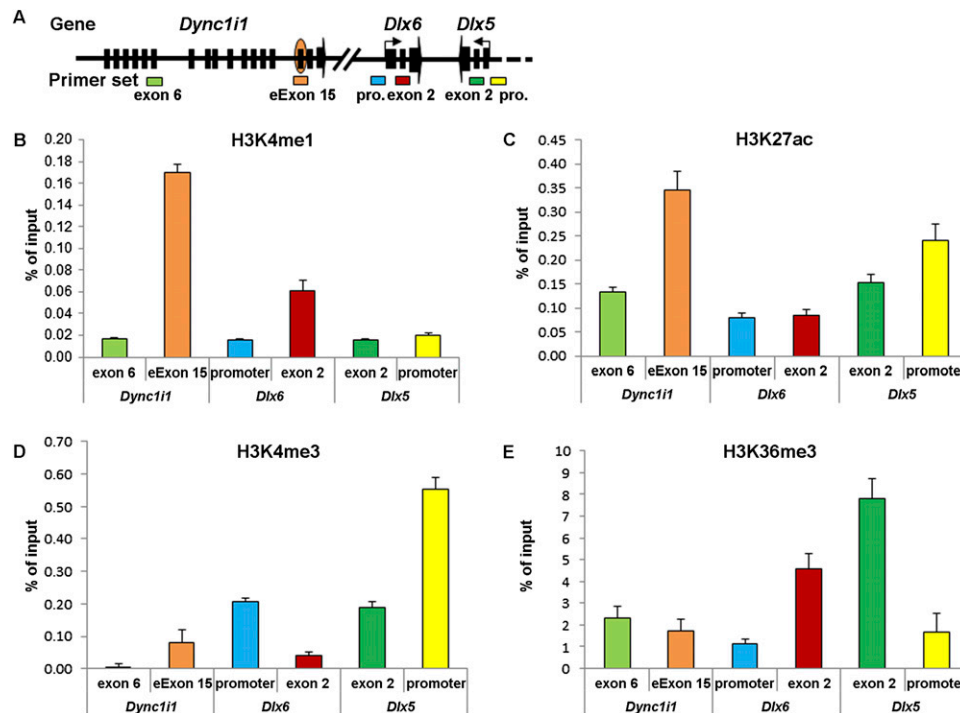 A
Gene Dync1i1 Dlx6 Dlx5
Primer set
exon 6 eExon 15 pro. exon 2 exon 2 pro.
B
H3K4me1
% of input
0.20
0.18
0.16
0.14
0.12
0.10
0.08
0.06
0.04
0.02
0.00
exon 6 eExon 15 promoter exon 2 exon 2 promoter
Dync1i1 Dlx6 Dlx5
C
H3K27ac
% of input
0.45
0.40
0.35
0.30
0.25
0.20
0.15
0.10
0.05
0.00
exon 6 eExon 15 promoter exon 2 exon 2 promoter
Dync1i1 Dlx6 Dlx5
D
H3K4me3
% of input
0.70
0.60
0.50
0.40
0.30
0.20
0.10
0.00
exon 6 eExon 15 promoter exon 2 exon 2 promoter
Dync1i1 Dlx6 Dlx5
E
H3K36me3
% of input
10
9
8
7
6
5
4
3
2
1
0
exon 6 eExon 15 promoter exon 2 exon 2 promote
Dync1i1 Dlx6 Dlx5